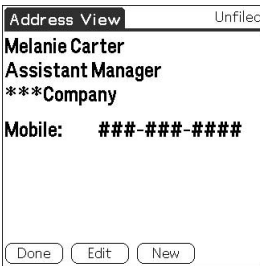 Address View Unfiled
Melanie Carter
Assistant Manager
***Company
Mobile: ###-###-####
Done Edit New